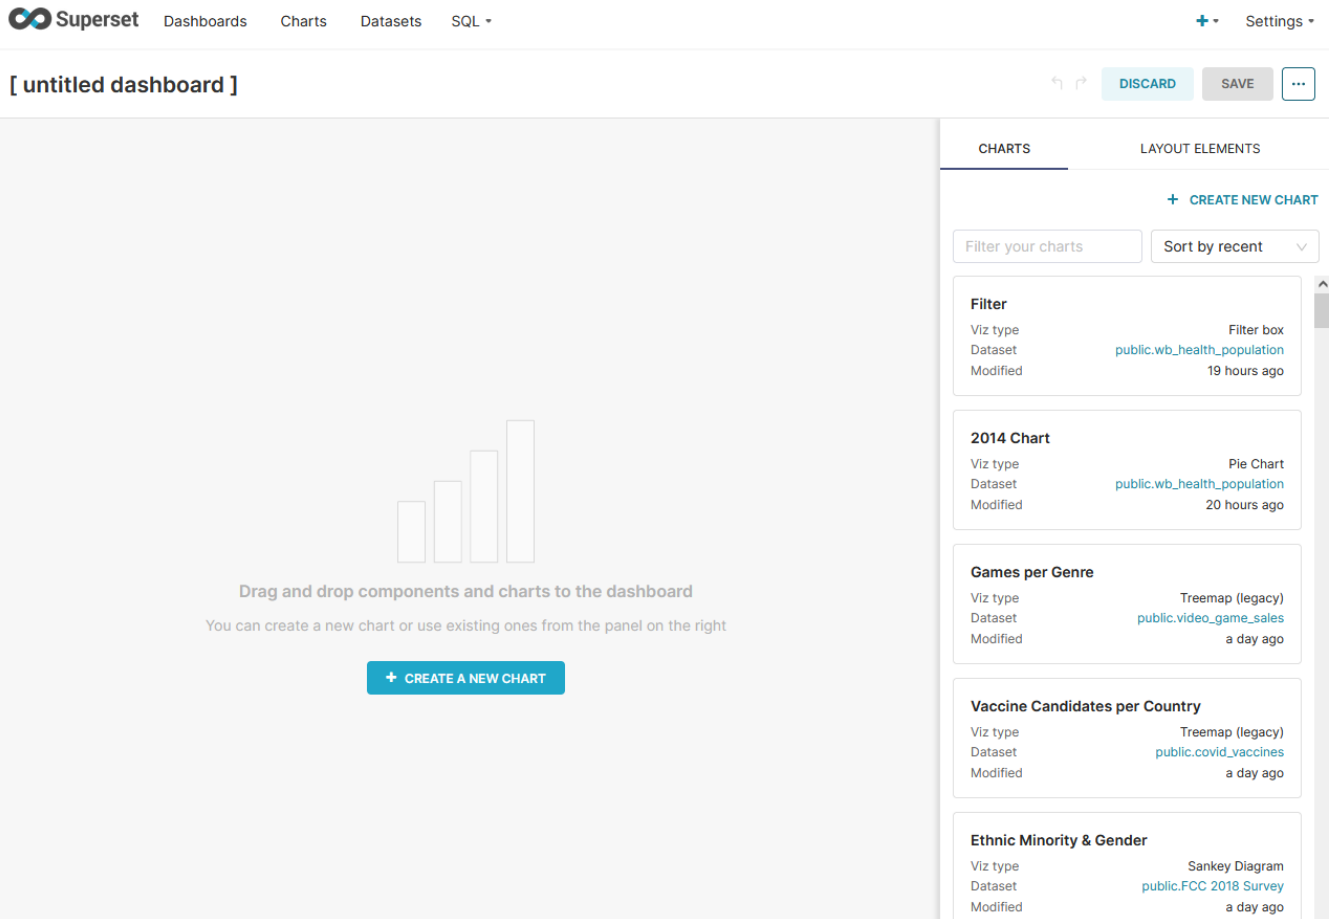 Superset Dashboards Charts Datasets SQL + Settings
[ untitled dashboard ] DISCARD SAVE ...
CHARTS LAYOUT ELEMENTS
+ CREATE NEW CHART
Filter your charts Sort by recent
Filter
Viz type Filter box
Dataset public.wb_health_population
Modified 19 hours ago
2014 Chart
Viz type Pie Chart
Dataset public.wb_health_population
Modified 20 hours ago
Games per Genre
Viz type Treemap (legacy)
Dataset public.video_game_sales
Modified a day ago
Vaccine Candidates per Country
Viz type Treemap (legacy)
Dataset public.covid_vaccines
Modified a day ago
Ethnic Minority & Gender
Viz type Sankey Diagram
Dataset public.FCC 2018 Survey
Modified a day ago
Drag and drop components and charts to the dashboard
You can create a new chart or use existing ones from the panel on the right
+ CREATE A NEW CHART